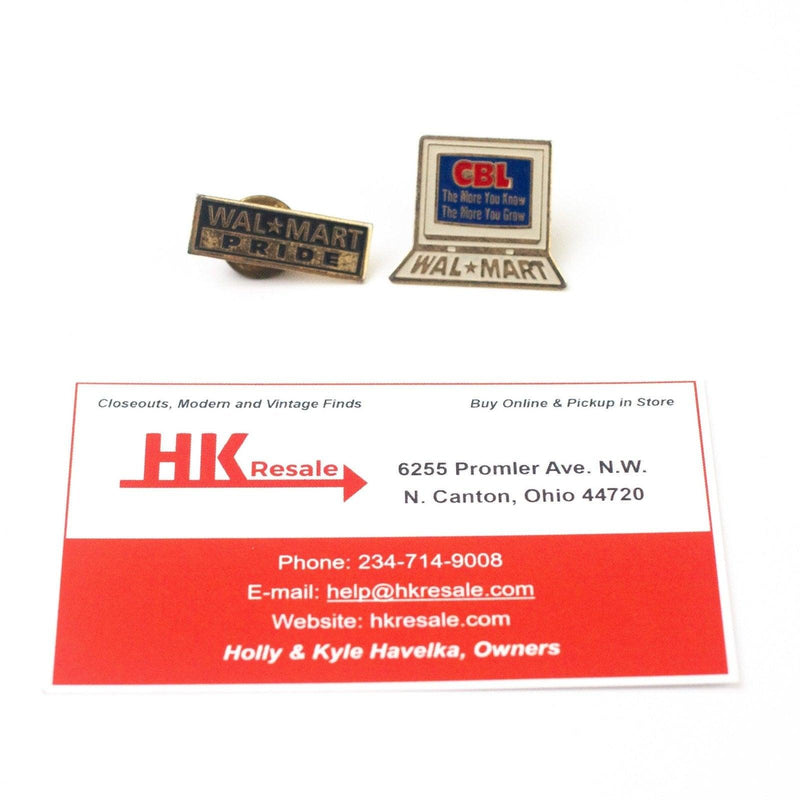 WAL★MART
PRIDE
CBL
The More You Know
The More You Grow
WAL★MART
Closeouts, Modern and Vintage Finds
Buy Online & Pickup in Store
HK Resale
6255 Promler Ave. N.W.
N. Canton, Ohio 44720
Phone: 234-714-9008
E-mail: help@hkresale.com
Website: hkresale.com
Holly & Kyle Havelka, Owners